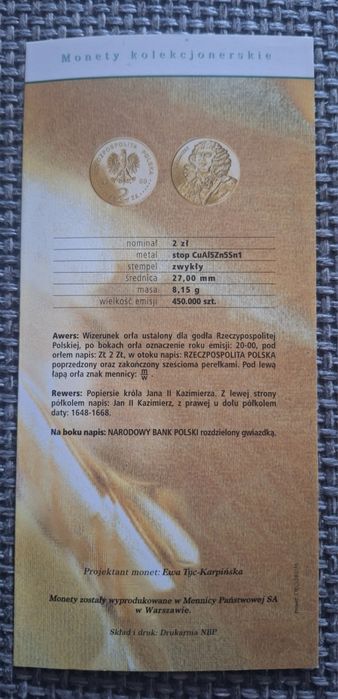 Monety kolekcjonerskie
nominał 2 zł
metal stop CuAl5Zn5Sn1
stempel zwykły
średnica 27,00 mm
masa 8,15 g
wielkość emisji 450.000 szt.
Awers: Wizerunek orła ustalony dla godła Rzeczypospolitej
Polskiej, po bokach orła oznaczenie roku emisji: 20-00, pod
orłem napis: ZŁ 2 ZŁ, w otoku napis: RZECZPOSPOLITA POLSKA
poprzedzony oraz zakończony sześcioma perełkami. Pod lewą
łapą orła znak mennicy: m/w .
Rewers: Popiersie króla Jana II Kazimierza. Z lewej strony
półkolem napis: Jan II Kazimierz, z prawej u dołu półkolem
daty: 1648-1668.
Na boku napis: NARODOWY BANK POLSKI rozdzielony gwiazdką.
Projektant monet: Ewa Tyc-Karpińska
Monety zostały wyprodukowane w Mennicy Państwowej SA
w Warszawie.
Skład i druk: Drukarnia NBP